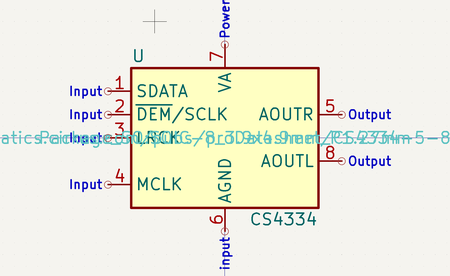 Power
7
U
VA
Input 1 SDATA
Input 2 DEM/SCLK
AOUTR 5 Output
Input 3 LRCK
AOUTL 8 Output
Input 4 MCLK
AGND
6
CS4334
input